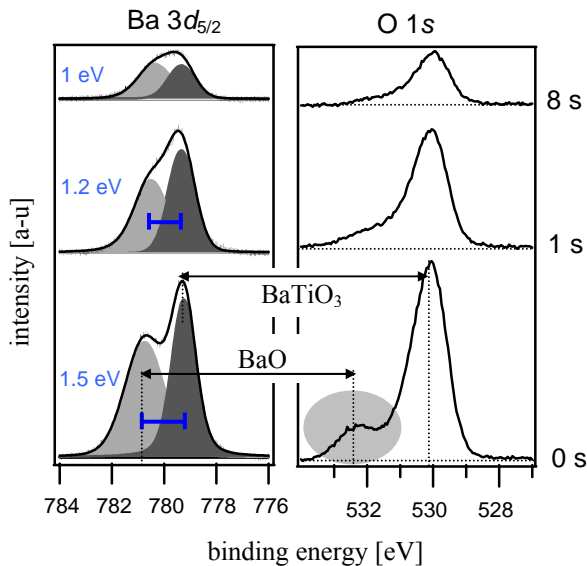 Ba 3d5/2
O 1s
1 eV
8 s
1.2 eV
1 s
intensity [a-u]
BaTiO3
BaO
1.5 eV
0 s
784 782 780 778 776
532 530 528
binding energy [eV]